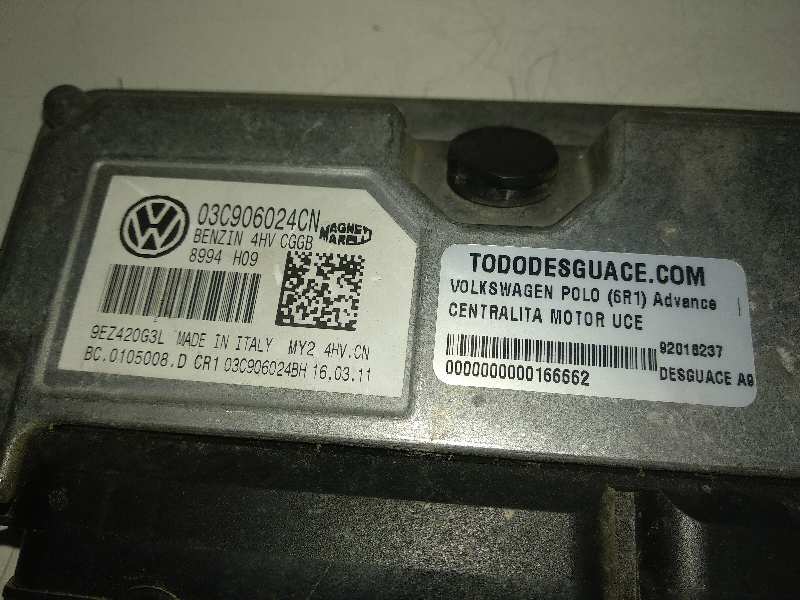 VW
03C906024CN
BENZIN 4HV CGGB
MAGNETI
MARELLI
8994 H09
9EZ420G3L MADE IN ITALY MY2 4HV.CN
BC.0105008.D CR1 03C906024BH 16.03.11
TODODESGUACE.COM
VOLKSWAGEN POLO (6R1) Advance
CENTRALITA MOTOR UCE
92016237
0000000000166662 DESGUACE A9